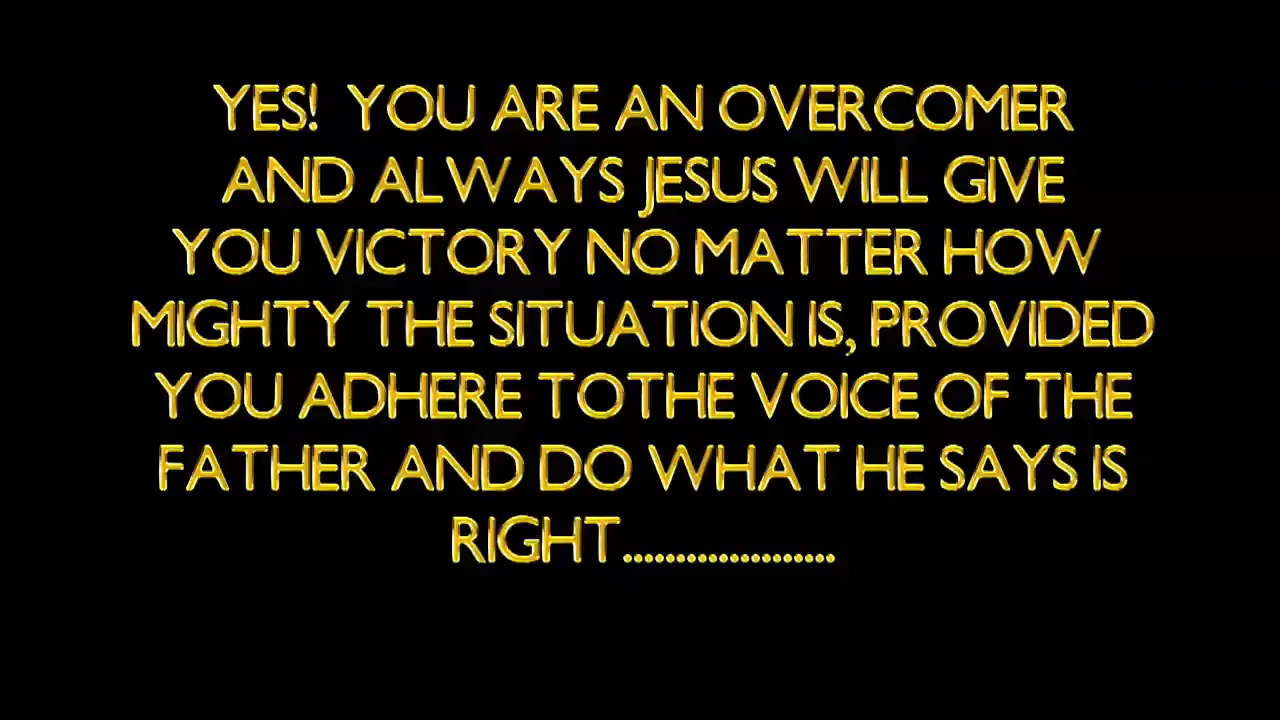 YES!  YOU ARE AN OVERCOMER
AND ALWAYS JESUS WILL GIVE
YOU VICTORY NO MATTER HOW
MIGHTY THE SITUATION IS, PROVIDED
YOU ADHERE TOTHE VOICE OF THE
FATHER AND DO WHAT HE SAYS IS
RIGHT....................